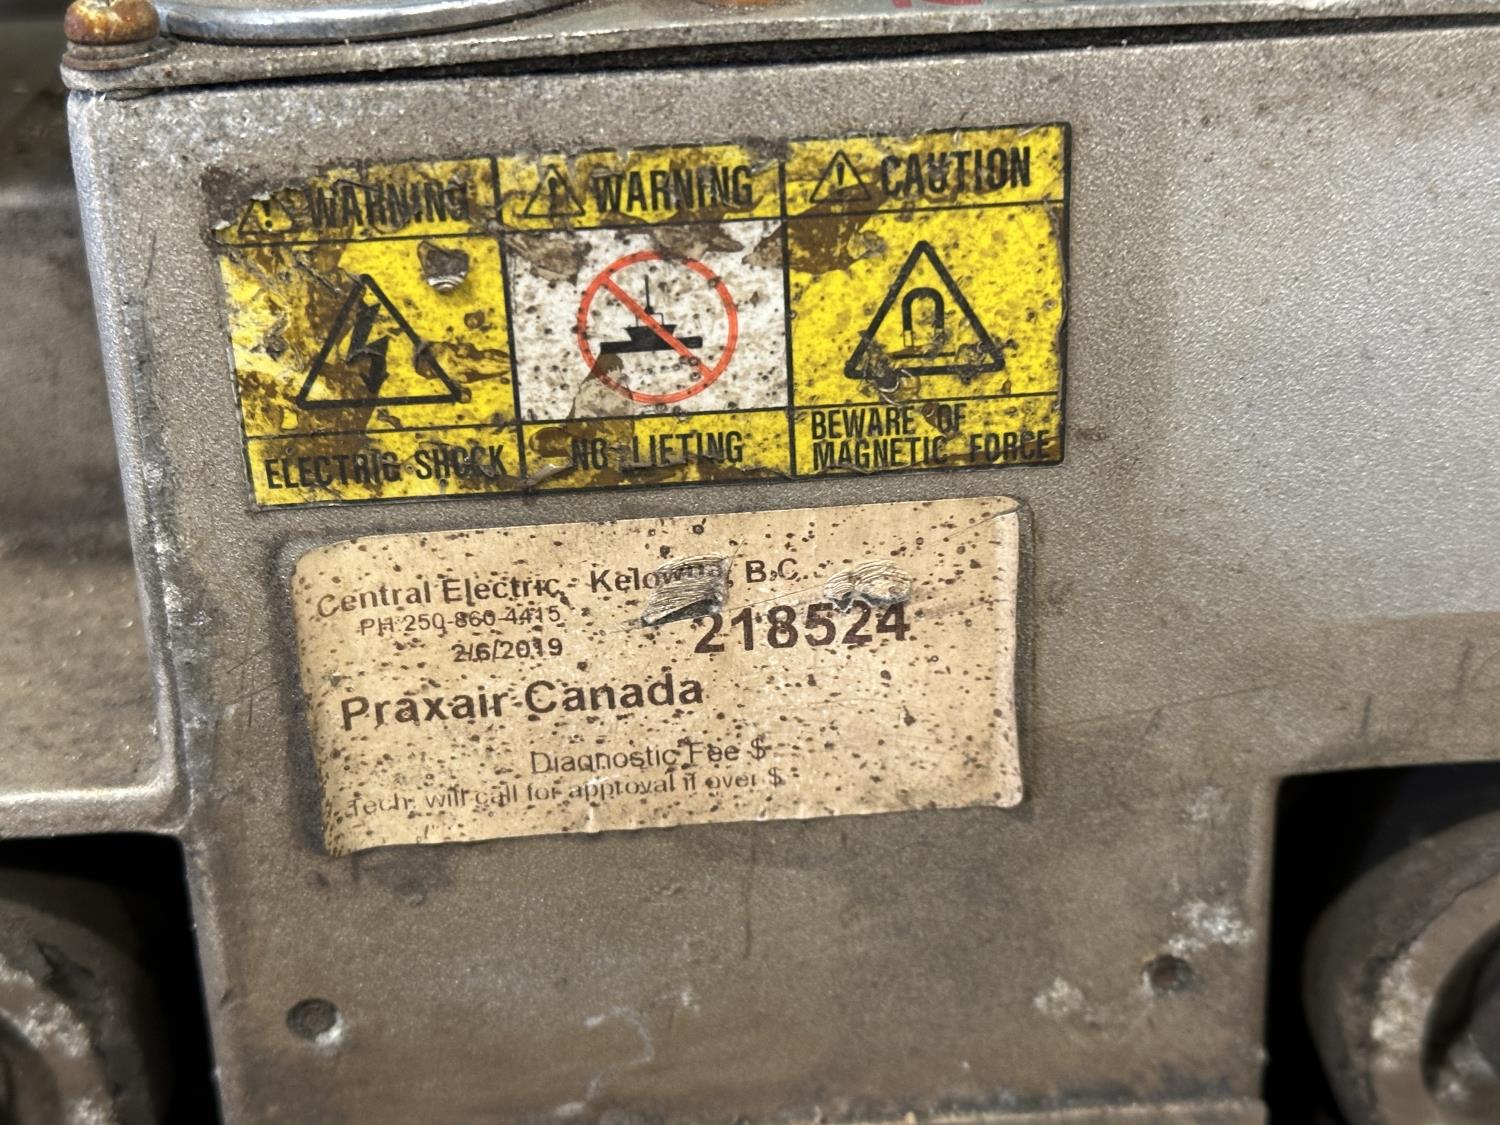 WARNING
WARNING
CAUTION
ELECTRIC SHOCK
NO LIFTING
BEWARE OF
MAGNETIC FORCE
Central Electric, Kelowna, B.C.
PH 250-860-4415
218524
2/6/2019
Praxair Canada
Diagnostic Fee $
Tech. will call for approval if over $